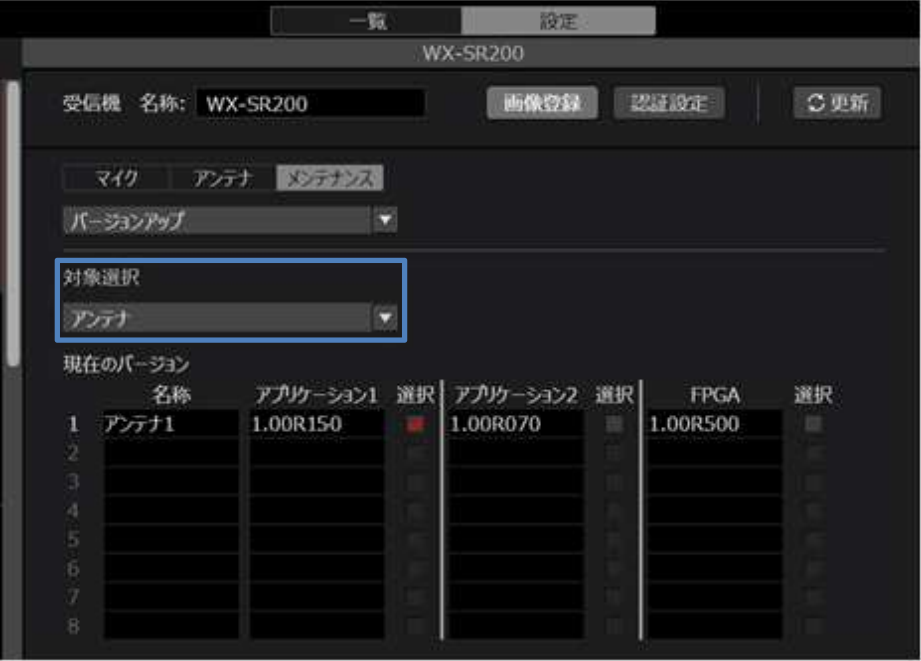 一覧 設定
WX-SR200
受信機 名称: WX-SR200 画像登録 認証設定 更新
マイク アンテナ メンテナンス
バージョンアップ
対象選択
アンテナ
現在のバージョン
名称 アプリケーション1 選択 アプリケーション2 選択 FPGA 選択
1 アンテナ1 1.00R150 1.00R070 1.00R500
2
3
4
5
6
7
8